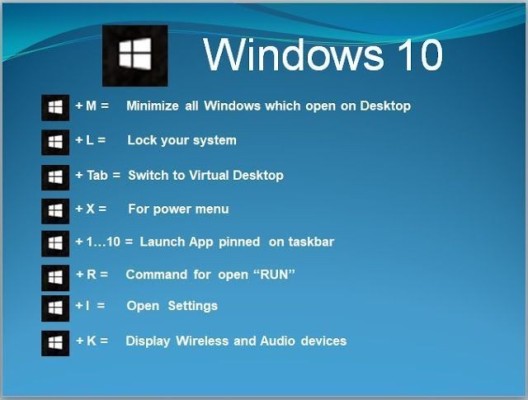 Windows 10
+ M = Minimize all Windows which open on Desktop
+ L = Lock your system
+ Tab = Switch to Virtual Desktop
+ X = For power menu
+ 1...10 = Launch App pinned on taskbar
+ R = Command for open “RUN”
+ I = Open Settings
+ K = Display Wireless and Audio devices